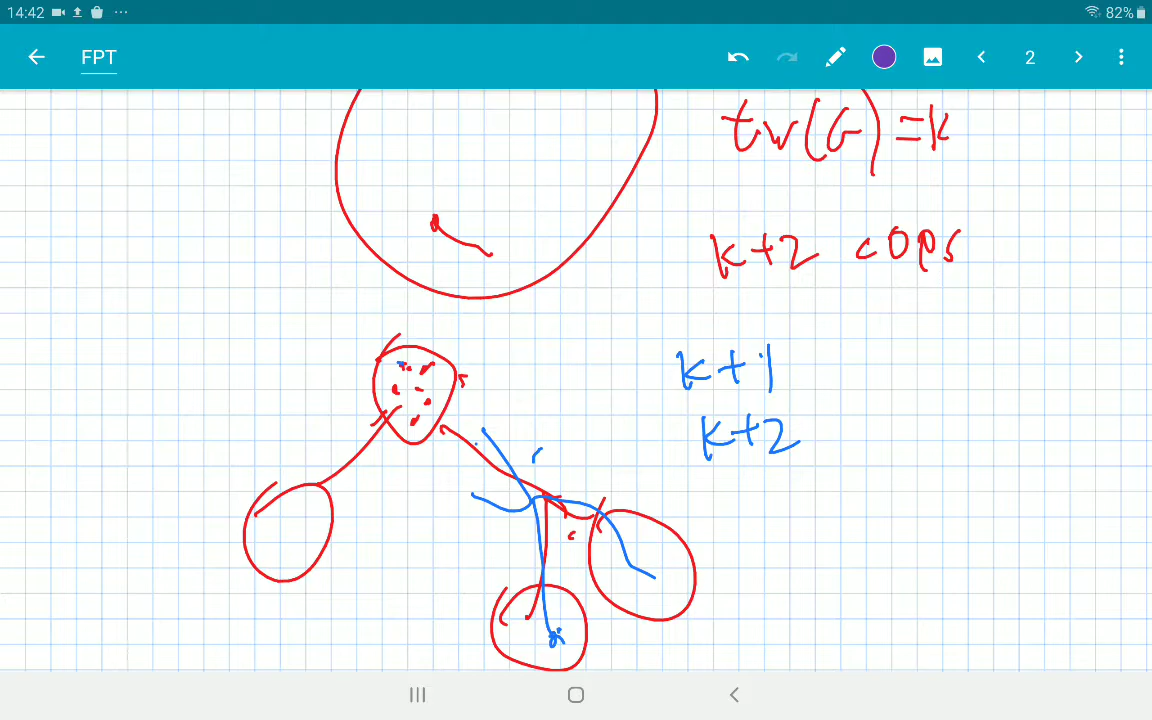 14:42 ... 82%
FPT 2
tw(G) = k
k+2 cops
k+1
k+2
r
c